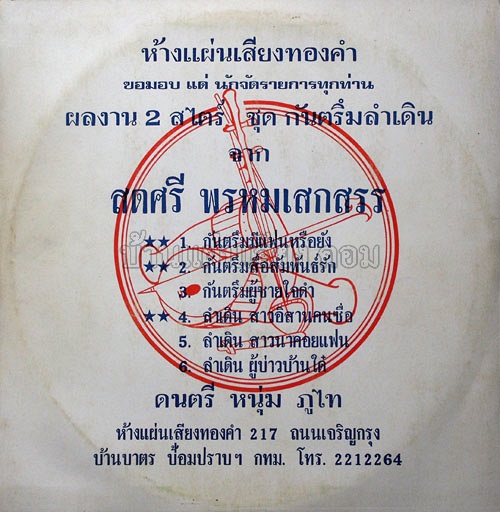 ห้างแผ่นเสียงทองคำ
ขอมอบ แด่ นักจัดรายการทุกท่าน
ผลงาน 2 สไตร์ ชุด กันตรึมลำเดิน
จาก
สดศรี พรหมเสกสรร
★★ 1. กันตรึมมีแฟนหรือยัง
★★ 2. กันตรึมสื่อสัมพันธ์รัก
3. กันตรึมผู้ชายใจดำ
★★ 4. ลำเดิน สาวอีสานคนซื่อ
5. ลำเดิน สาวนาคอยแฟน
6. ลำเดิน ผู้บ่าวบ้านใต้
ดนตรี หนุ่ม ภูไท
ห้างแผ่นเสียงทองคำ 217 ถนนเจริญกรุง
บ้านบาตร ป้อมปราบฯ กทม. โทร. 2212264